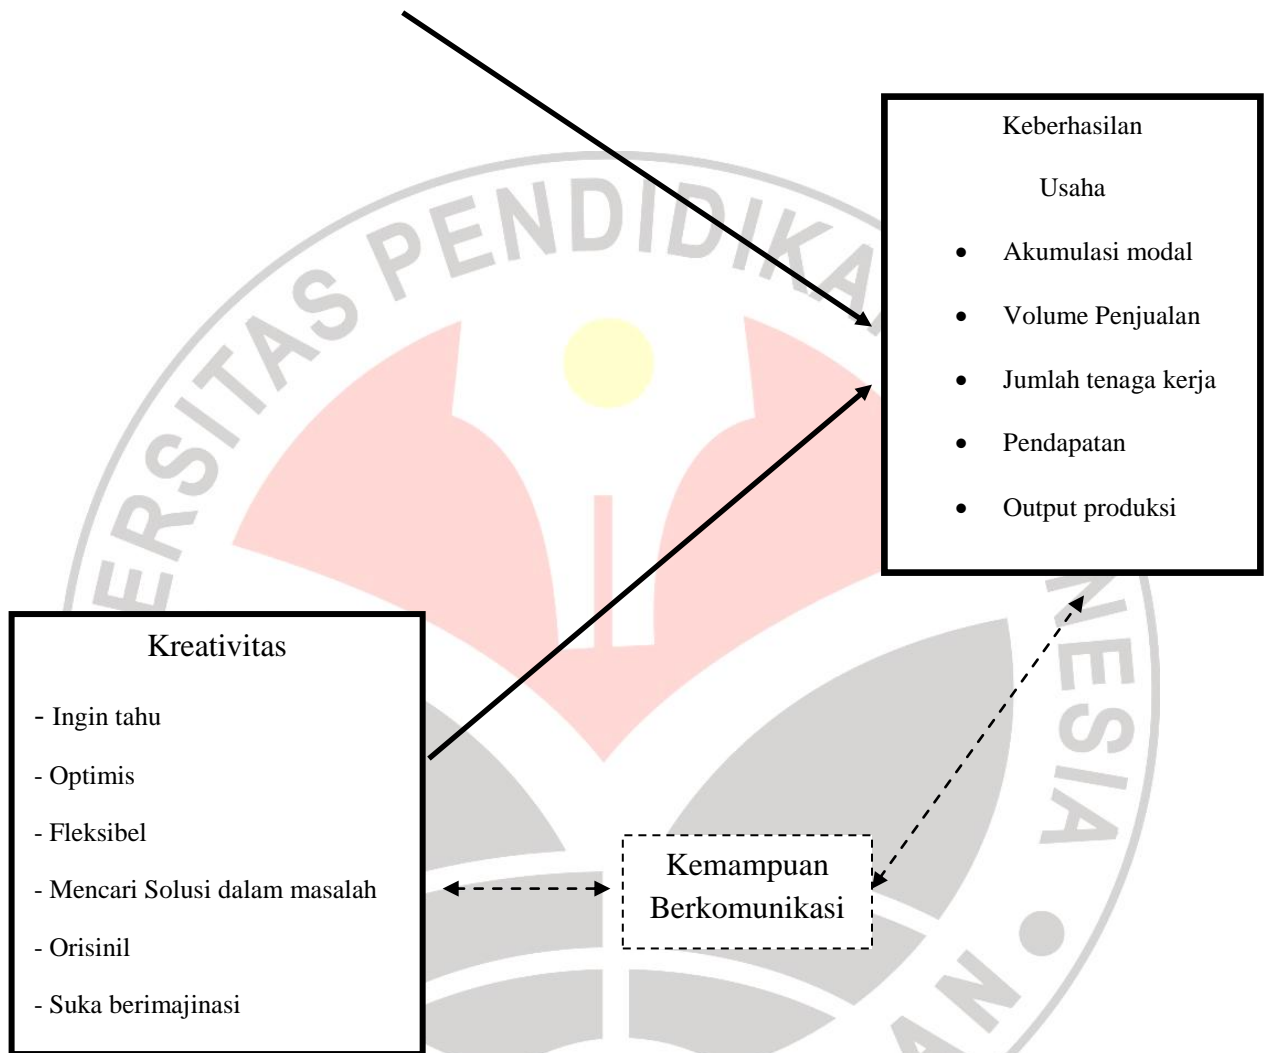 Keberhasilan
Usaha
• Akumulasi modal
• Volume Penjualan
• Jumlah tenaga kerja
• Pendapatan
• Output produksi
Kreativitas
- Ingin tahu
- Optimis
- Fleksibel
- Mencari Solusi dalam masalah
- Orisinil
- Suka berimajinasi
Kemampuan
Berkomunikasi
ERSITAS PENDIDIKA
NESIA